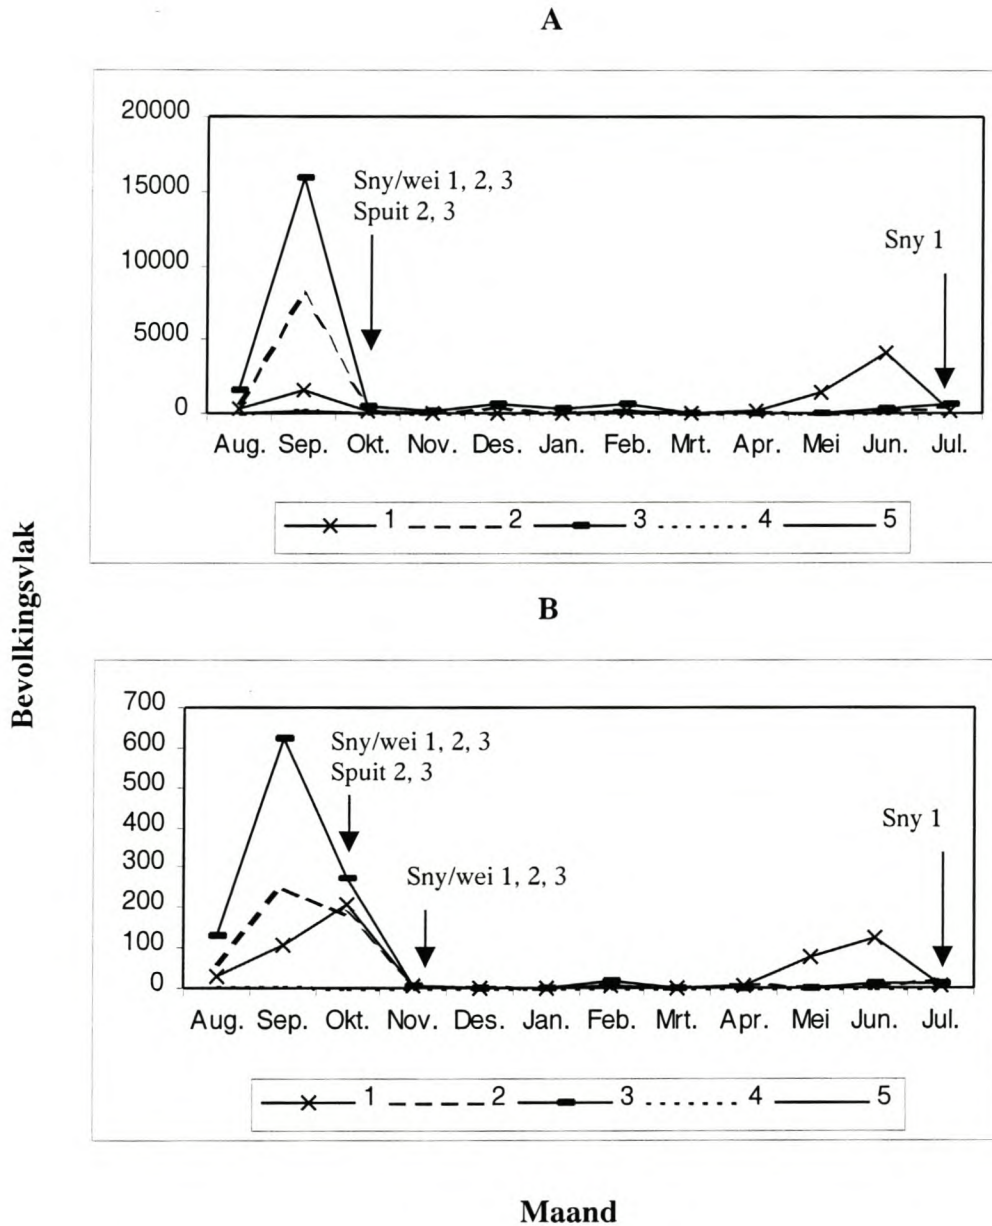 A
20000
15000
10000
5000
0
Sny/wei 1, 2, 3
Spuit 2, 3
Sny 1
Aug. Sep. Okt. Nov. Des. Jan. Feb. Mrt. Apr. Mei Jun. Jul.
1 2 3 4 5
Bevolkingsvlak
B
700
600
500
400
300
200
100
0
Sny/wei 1, 2, 3
Spuit 2, 3
Sny/wei 1, 2, 3
Sny 1
Aug. Sep. Okt. Nov. Des. Jan. Feb. Mrt. Apr. Mei Jun. Jul.
1 2 3 4 5
Maand